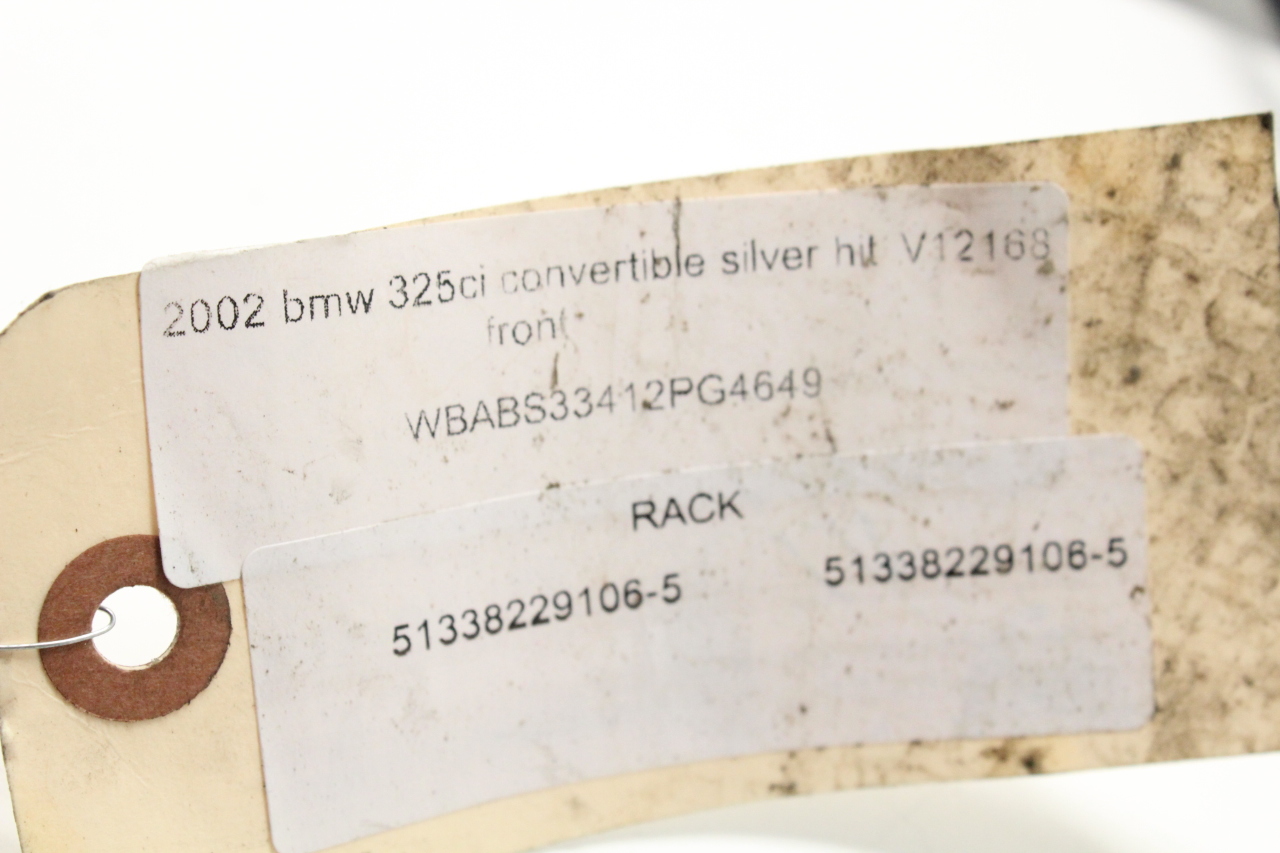 2002 bmw 325ci convertible silver hit V12168
front
WBABS33412PG4649
RACK
51338229106-5 51338229106-5